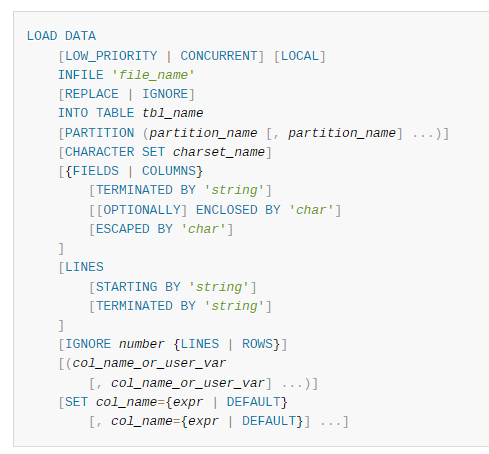 LOAD DATA
    [LOW_PRIORITY | CONCURRENT] [LOCAL]
    INFILE 'file_name'
    [REPLACE | IGNORE]
    INTO TABLE tbl_name
    [PARTITION (partition_name [, partition_name] ...)]
    [CHARACTER SET charset_name]
    [{FIELDS | COLUMNS}
        [TERMINATED BY 'string']
        [[OPTIONALLY] ENCLOSED BY 'char']
        [ESCAPED BY 'char']
    ]
    [LINES
        [STARTING BY 'string']
        [TERMINATED BY 'string']
    ]
    [IGNORE number {LINES | ROWS}]
    [(col_name_or_user_var
        [, col_name_or_user_var] ...)]
    [SET col_name={expr | DEFAULT}
        [, col_name={expr | DEFAULT}] ...]